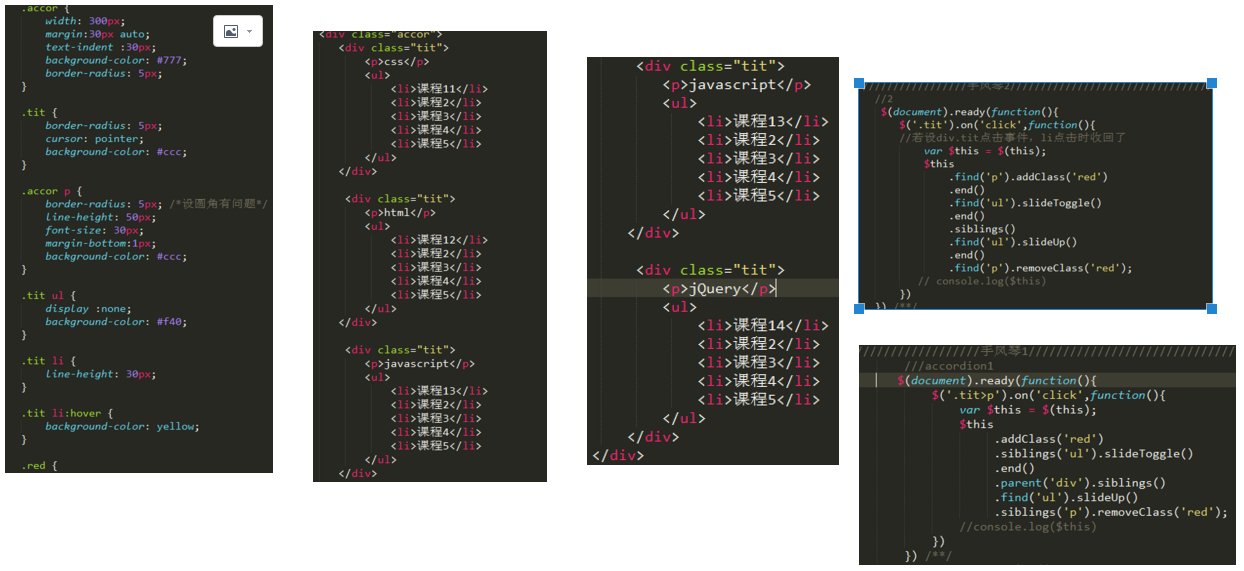 .accor {
width: 300px;
margin:30px auto;
text-indent :30px;
background-color: #777;
border-radius: 5px;
}
.tit {
border-radius: 5px;
cursor: pointer;
background-color: #ccc;
}
.accor p {
border-radius: 5px; /*设圆角有问题*/
line-height: 50px;
font-size: 30px;
margin-bottom:1px;
background-color: #ccc;
}
.tit ul {
display :none;
background-color: #f40;
}
.tit li {
line-height: 30px;
}
.tit li:hover {
background-color: yellow;
}
.red {
<div class="accor">
<div class="tit">
<p>css</p>
<ul>
<li>课程11</li>
<li>课程2</li>
<li>课程3</li>
<li>课程4</li>
<li>课程5</li>
</ul>
</div>
<div class="tit">
<p>html</p>
<ul>
<li>课程12</li>
<li>课程2</li>
<li>课程3</li>
<li>课程4</li>
<li>课程5</li>
</ul>
</div>
<div class="tit">
<p>javascript</p>
<ul>
<li>课程13</li>
<li>课程2</li>
<li>课程3</li>
<li>课程4</li>
<li>课程5</li>
</ul>
</div>
<div class="tit">
<p>javascript</p>
<ul>
<li>课程13</li>
<li>课程2</li>
<li>课程3</li>
<li>课程4</li>
<li>课程5</li>
</ul>
</div>
<div class="tit">
<p>jQuery</p>
<ul>
<li>课程14</li>
<li>课程2</li>
<li>课程3</li>
<li>课程4</li>
<li>课程5</li>
</ul>
</div>
</div>
/////////////////手风琴2/////////////////////////////
//2
$(document).ready(function(){
$('.tit').on('click',function(){
//若设div.tit点击事件，li点击时收回了
var $this = $(this);
$this
.find('p').addClass('red')
.end()
.find('ul').slideToggle()
.end()
.siblings()
.find('ul').slideUp()
.end()
.find('p').removeClass('red');
// console.log($this)
})
}) /**/
/////////////////手风琴1/////////////////////////////
///accordion1
$(document).ready(function(){
$('.tit>p').on('click',function(){
var $this = $(this);
$this
.addClass('red')
.siblings('ul').slideToggle()
.end()
.parent('div').siblings()
.find('ul').slideUp()
.siblings('p').removeClass('red');
//console.log($this)
})
}) /**/